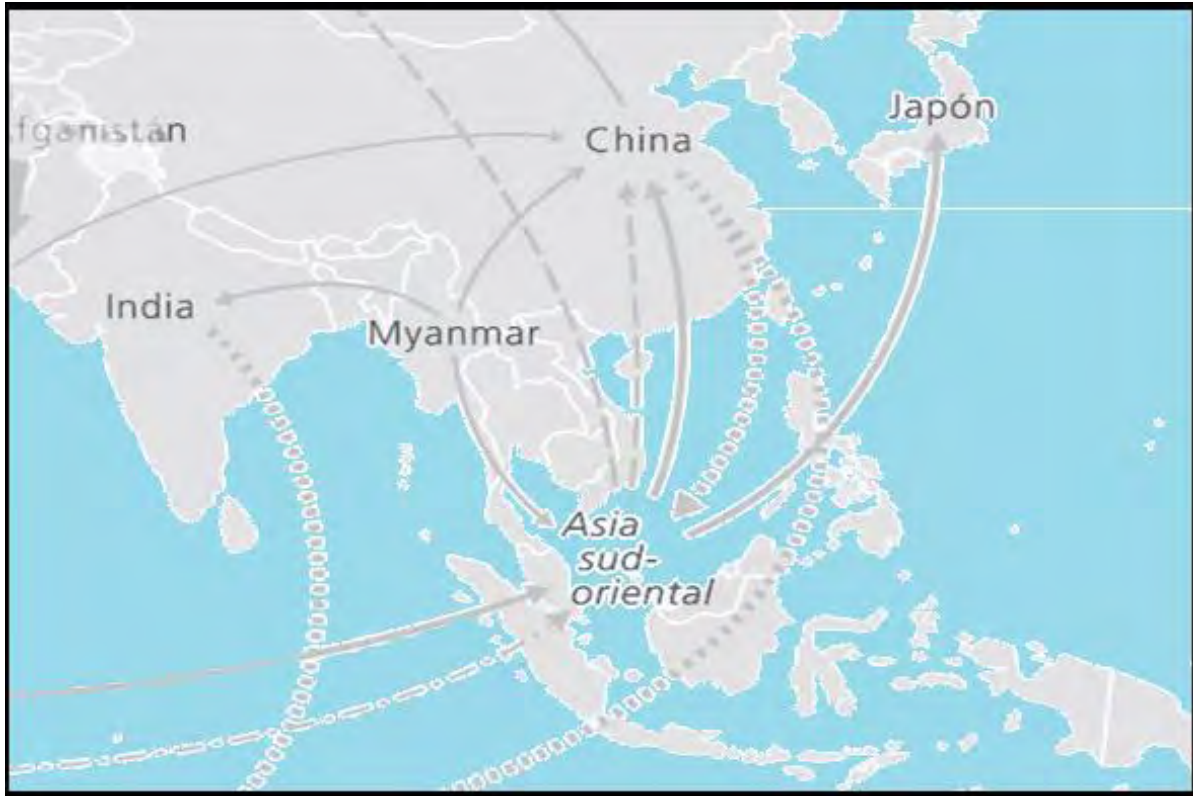 Japón
fganistán
China
India
Myanmar
Asia
sud-
oriental